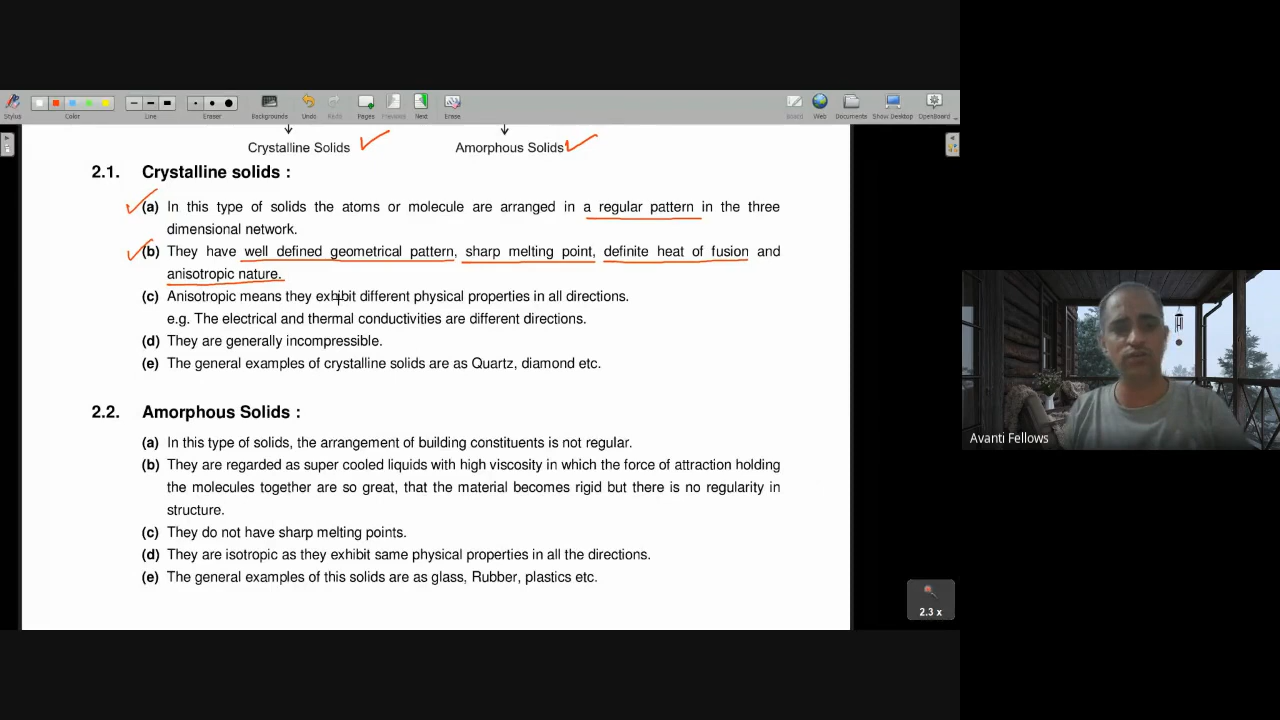 Stylus
Color
Line
Eraser
Backgrounds
Undo
Redo
Pages
Previous
Next
Erase
Board
Web
Documents
Show Desktop
OpenBoard
Crystalline Solids
Amorphous Solids
2.1. Crystalline solids :
(a) In this type of solids the atoms or molecule are arranged in a regular pattern in the three
dimensional network.
(b) They have well defined geometrical pattern, sharp melting point, definite heat of fusion and
anisotropic nature.
(c) Anisotropic means they exhibit different physical properties in all directions.
e.g. The electrical and thermal conductivities are different directions.
(d) They are generally incompressible.
(e) The general examples of crystalline solids are as Quartz, diamond etc.
2.2. Amorphous Solids :
(a) In this type of solids, the arrangement of building constituents is not regular.
(b) They are regarded as super cooled liquids with high viscosity in which the force of attraction holding
the molecules together are so great, that the material becomes rigid but there is no regularity in
structure.
(c) They do not have sharp melting points.
(d) They are isotropic as they exhibit same physical properties in all the directions.
(e) The general examples of this solids are as glass, Rubber, plastics etc.
2.3 x
Avanti Fellows